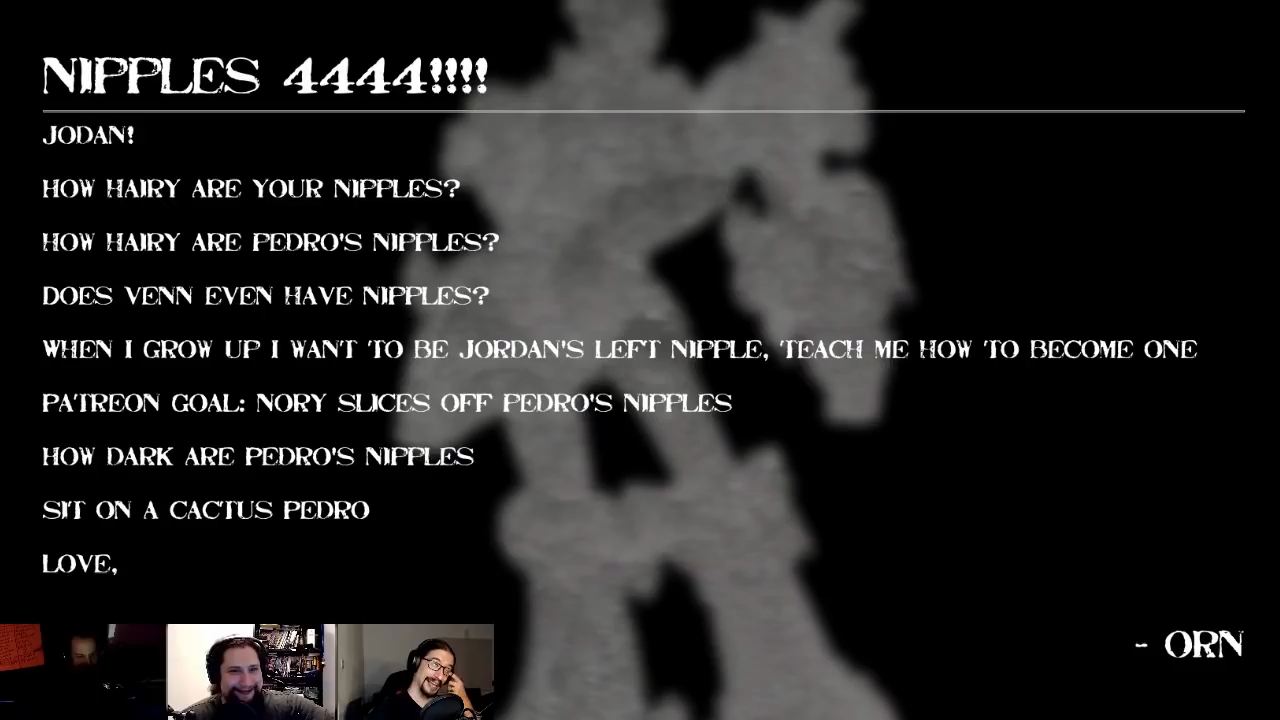 NIPPLES 4444!!!!
JODAN!
HOW HAIRY ARE YOUR NIPPLES?
HOW HAIRY ARE PEDRO'S NIPPLES?
DOES VENN EVEN HAVE NIPPLES?
WHEN I GROW UP I WANT TO BE JORDAN'S LEFT NIPPLE, TEACH ME HOW TO BECOME ONE
PATREON GOAL: NORY SLICES OFF PEDRO'S NIPPLES
HOW DARK ARE PEDRO'S NIPPLES
SIT ON A CACTUS PEDRO
LOVE,
- ORN